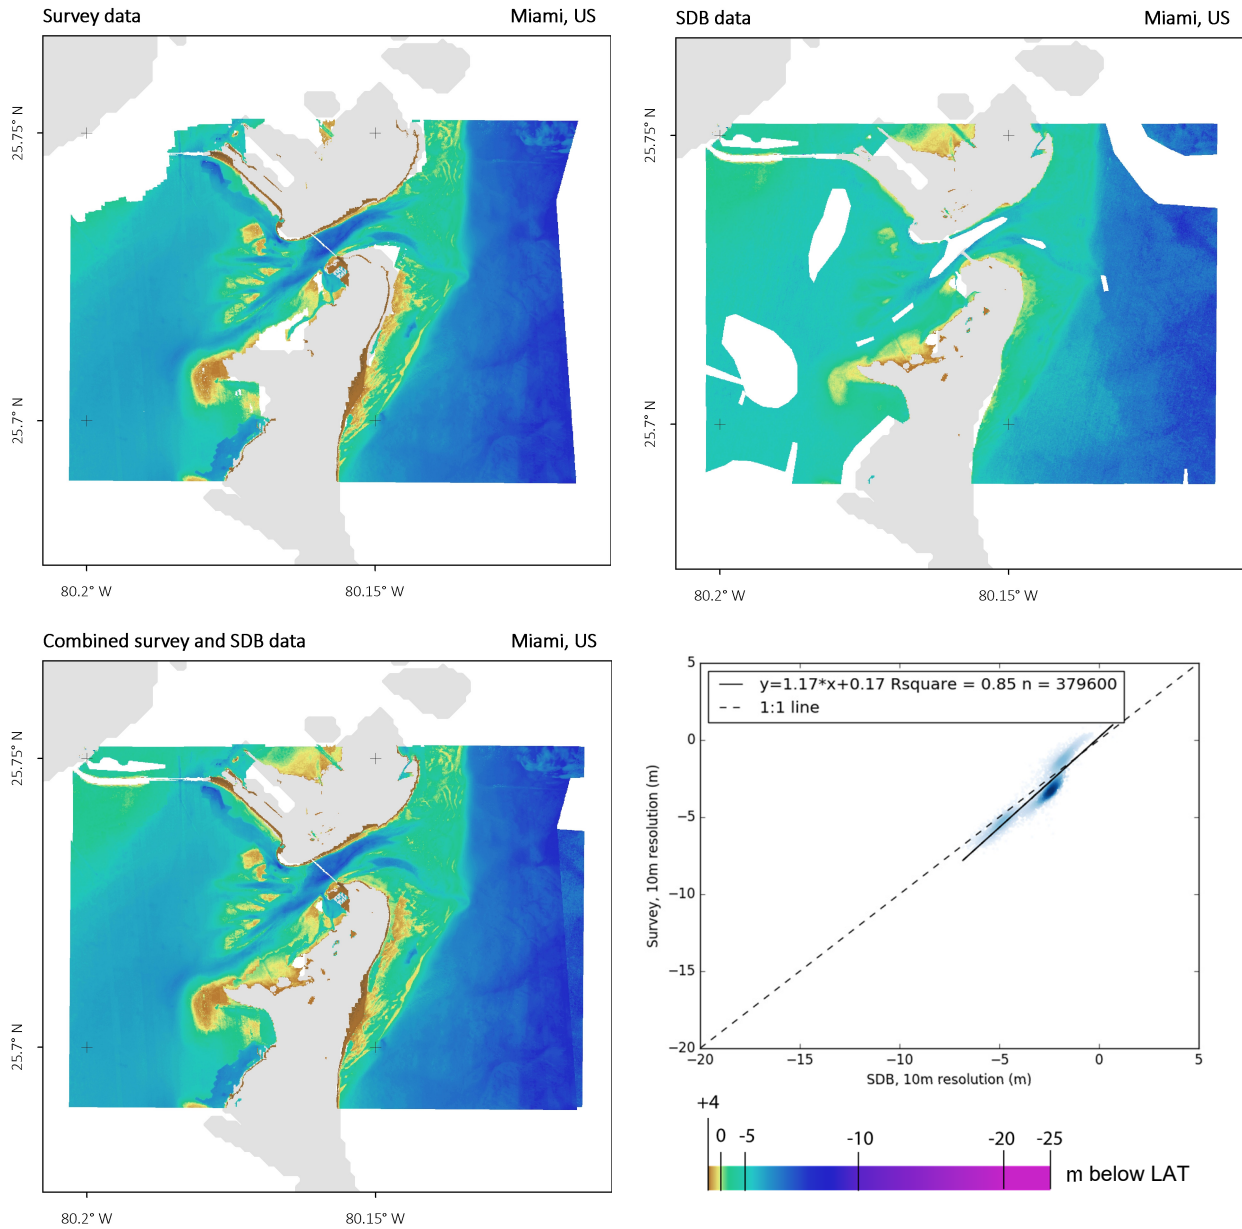 Survey data Miami, US
SDB data Miami, US
25.75° N
25.7° N
80.2° W 80.15° W
25.75° N
25.7° N
80.2° W 80.15° W
Combined survey and SDB data Miami, US
25.75° N
25.7° N
80.2° W 80.15° W
y=1.17*x+0.17 Rsquare = 0.85 n = 379600
1:1 line
5
0
−5
−10
−15
−20
Survey, 10m resolution (m)
−20 −15 −10 −5 0 5
SDB, 10m resolution (m)
+4
0 -5 -10 -20 -25
m below LAT